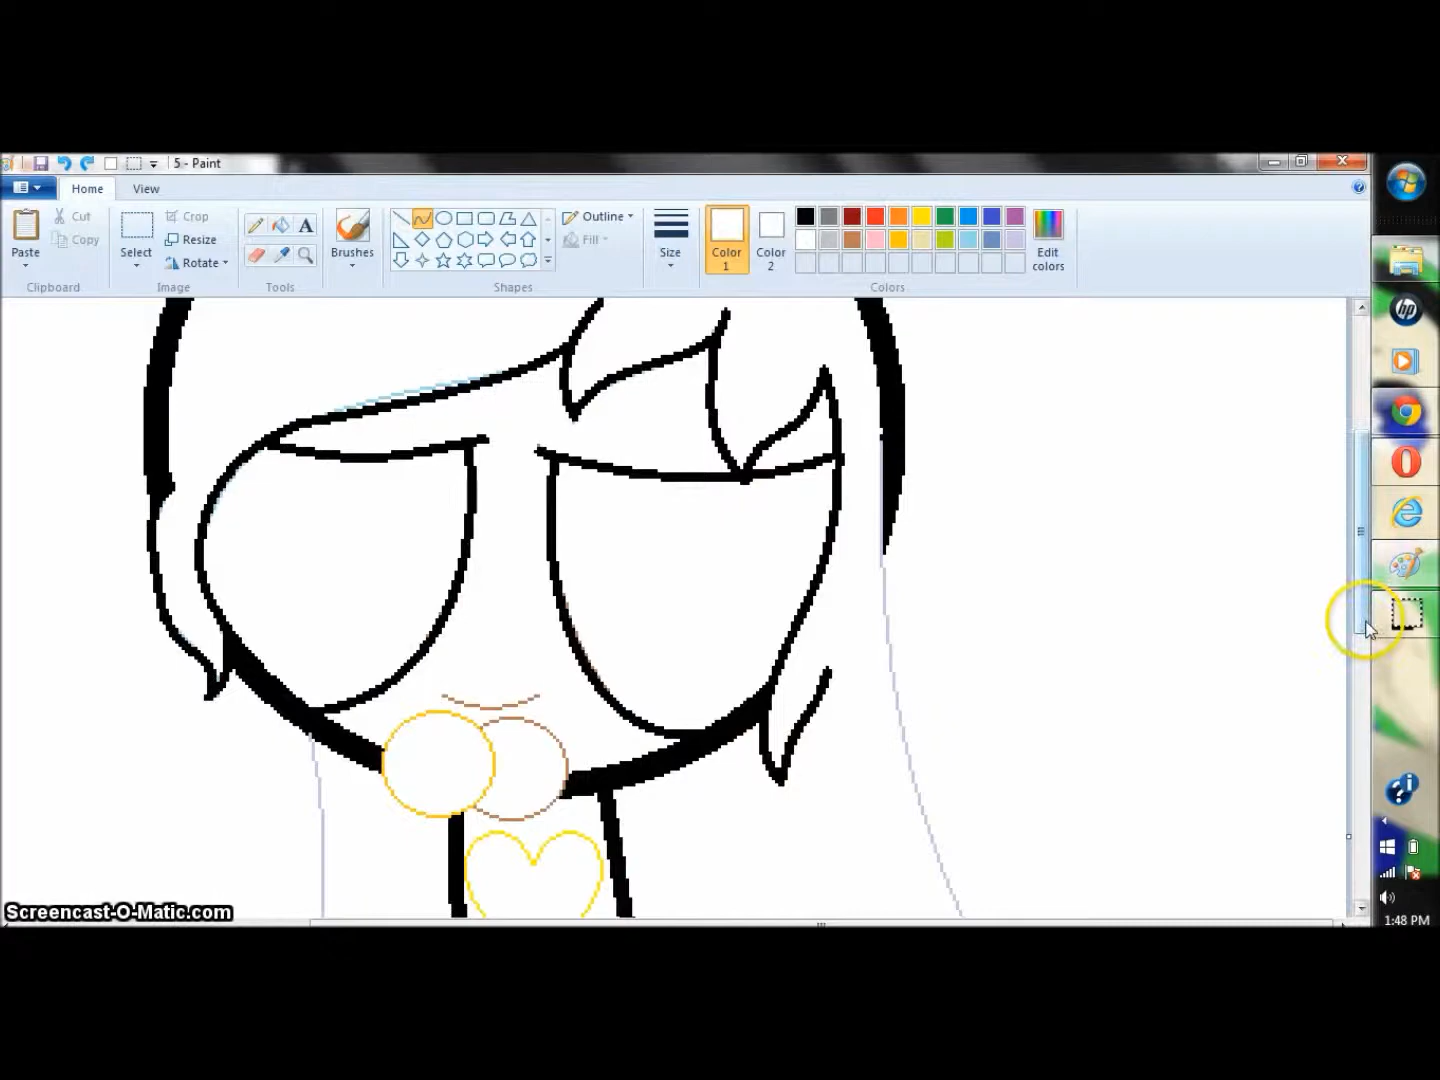 5 - Paint
Home View
Paste
Cut
Copy
Clipboard
Select
Crop
Resize
Rotate
Image
A
Tools
Brushes
Outline
Fill
Shapes
Size
Color 1
Color 2
Edit colors
Colors
hp
1:48 PM
Screencast-O-Matic.com